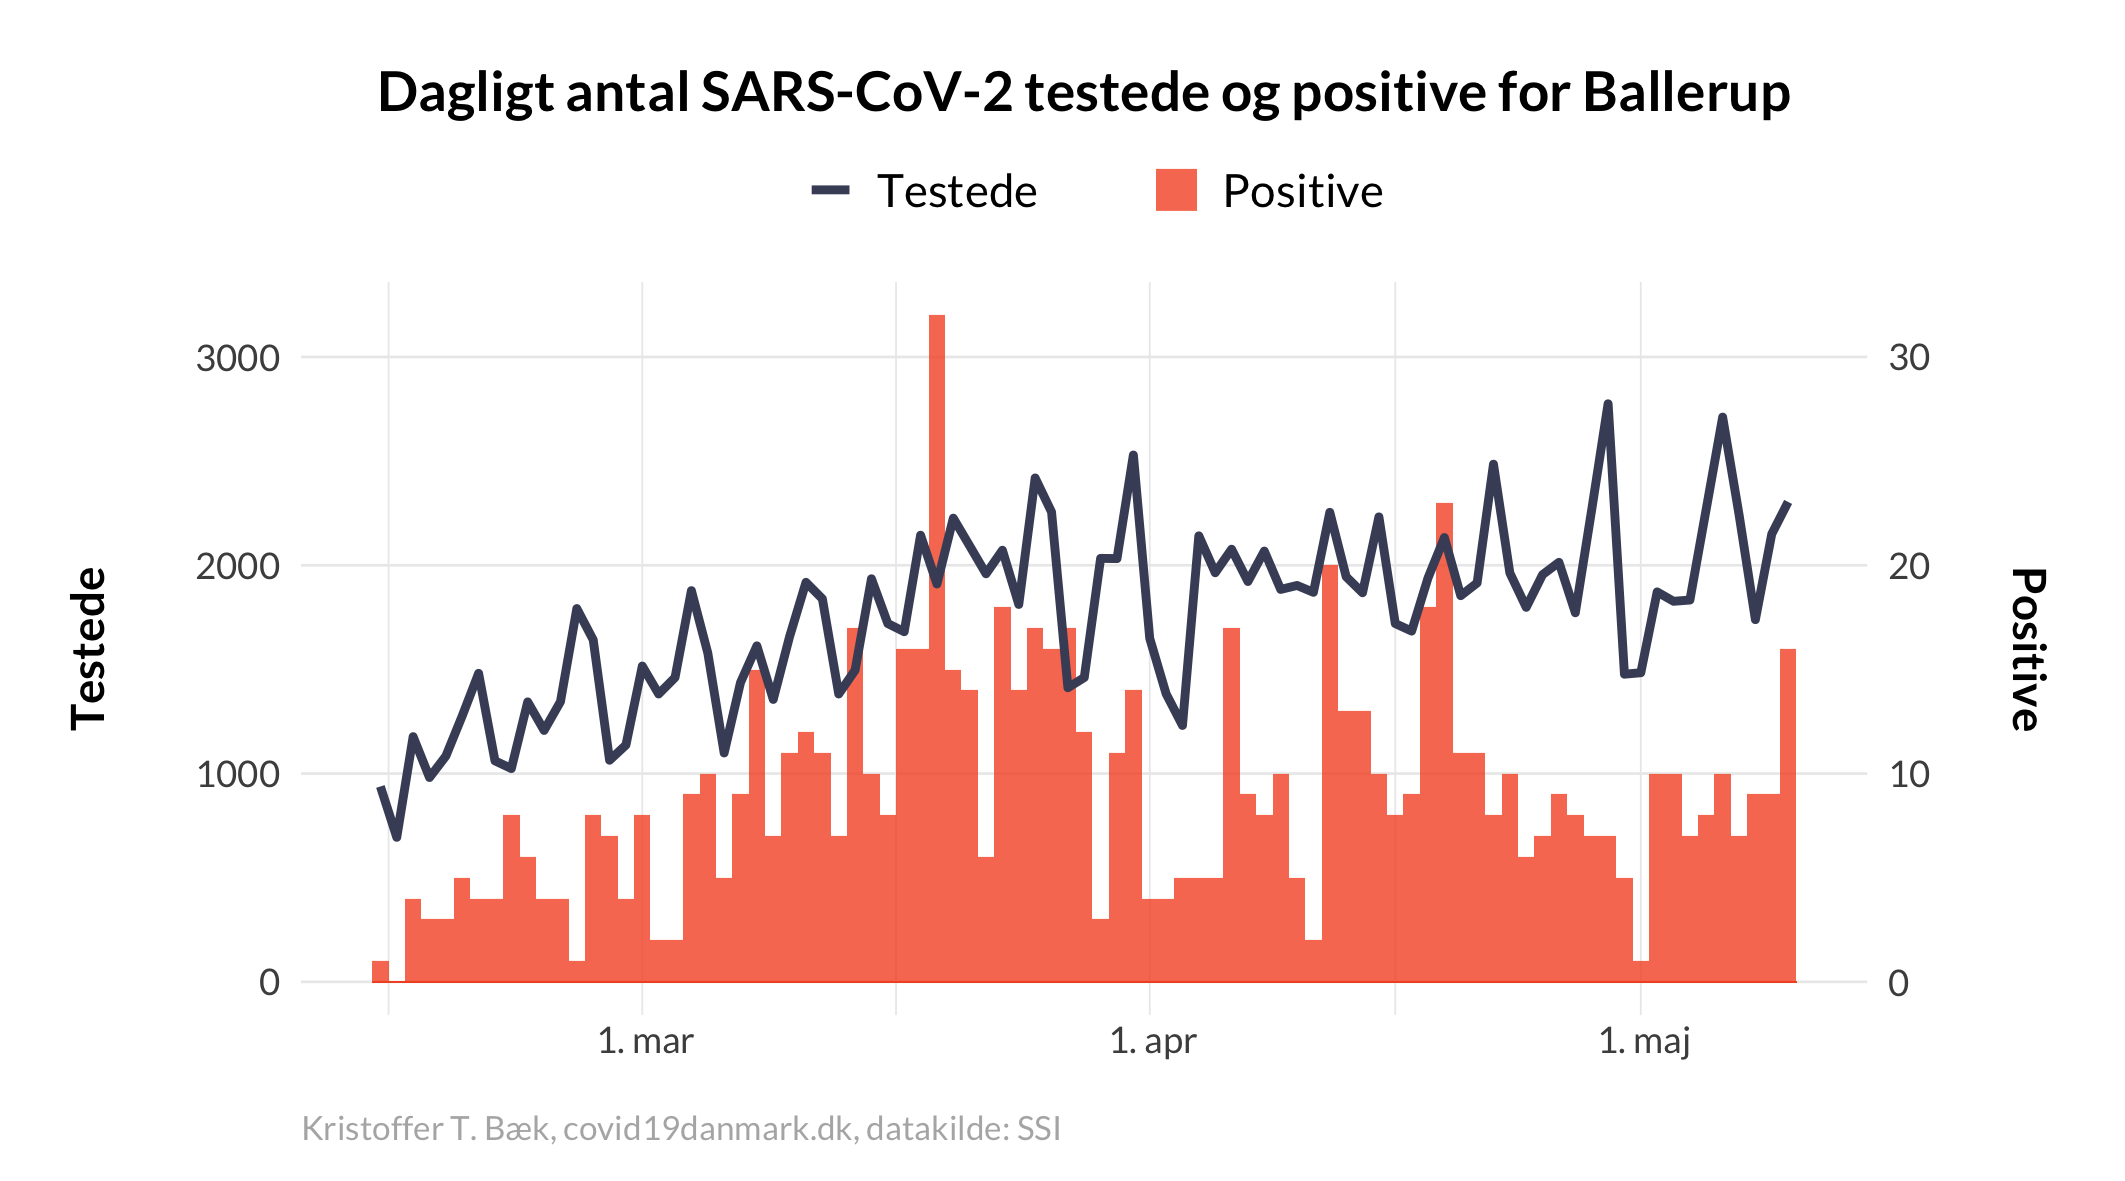 Dagligt antal SARS-CoV-2 testede og positive for Ballerup
Testede
Positive
3000
2000
1000
0
Testede
30
20
10
0
Positive
1. mar
1. apr
1. maj
Kristoffer T. Bæk, covid19danmark.dk, datakilde: SSI